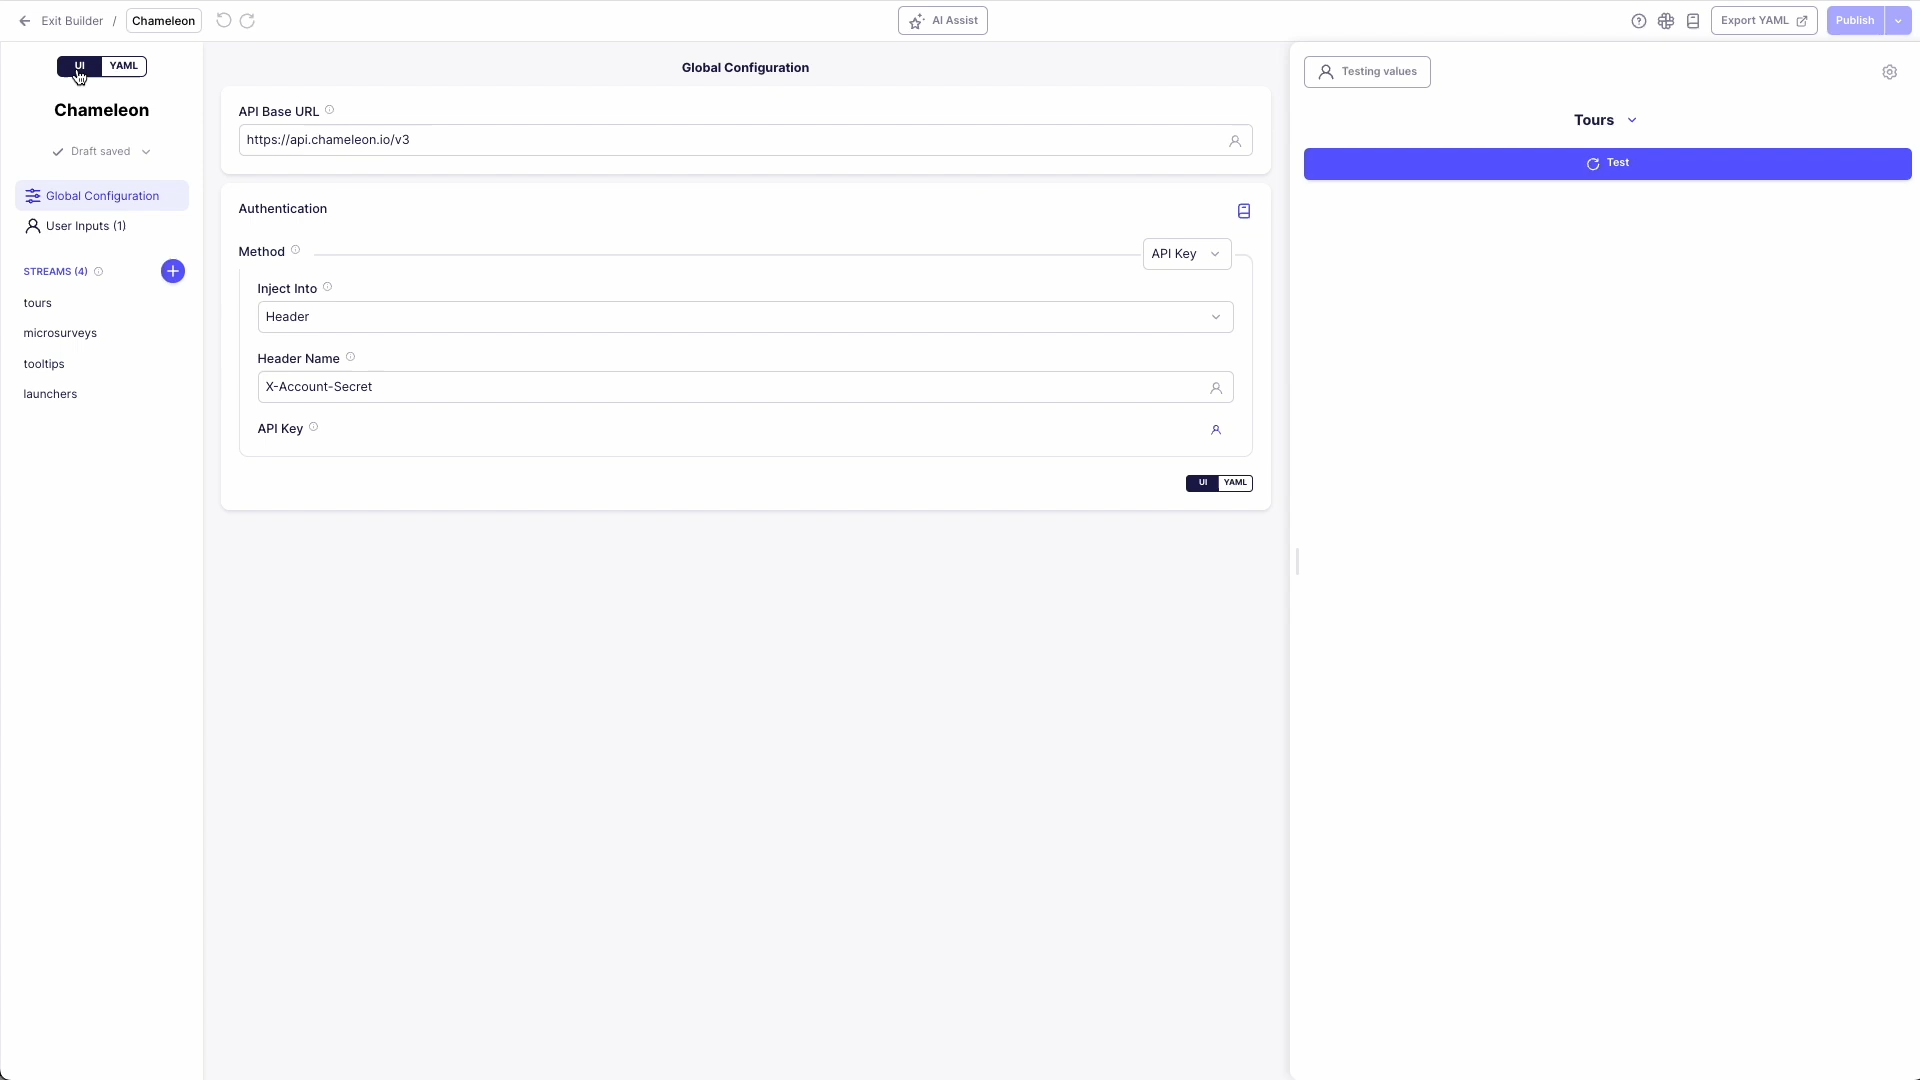 Exit Builder / Chameleon
AI Assist
Export YAML
Publish
UI YAML
Chameleon
Draft saved
Global Configuration
User Inputs (1)
STREAMS (4)
tours
microsurveys
tooltips
launchers
Global Configuration
API Base URL
https://api.chameleon.io/v3
Authentication
Method
API Key
Inject Into
Header
Header Name
X-Account-Secret
API Key
UI YAML
Testing values
Tours
Test